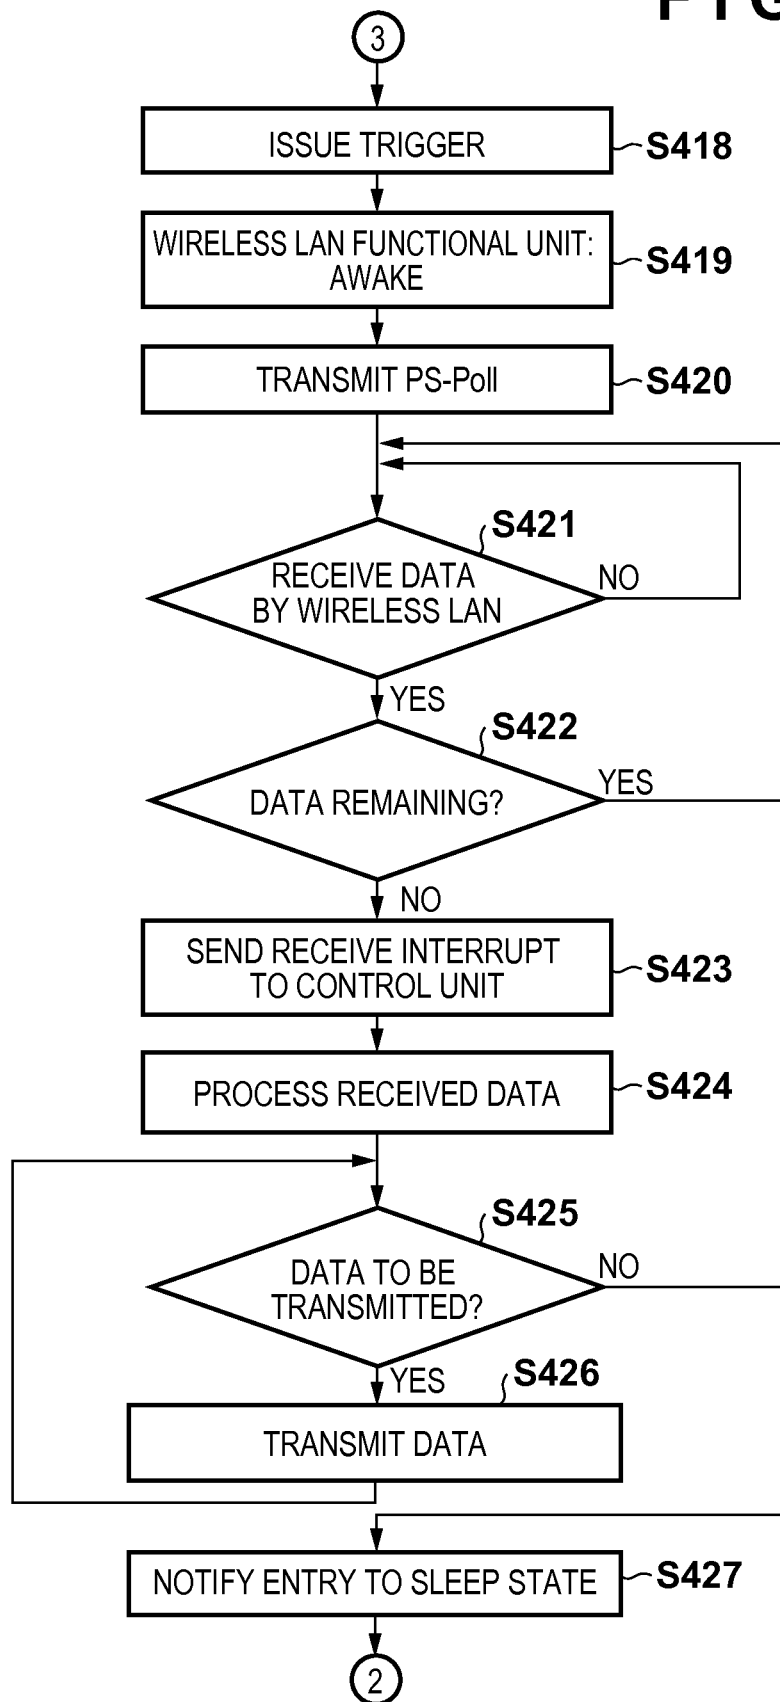 3
ISSUE TRIGGER
S418
WIRELESS LAN FUNCTIONAL UNIT:
AWAKE
S419
TRANSMIT PS-Poll
S420
S421
RECEIVE DATA
BY WIRELESS LAN
NO
YES
S422
DATA REMAINING?
YES
NO
SEND RECEIVE INTERRUPT
TO CONTROL UNIT
S423
PROCESS RECEIVED DATA
S424
S425
DATA TO BE
TRANSMITTED?
NO
YES
S426
TRANSMIT DATA
NOTIFY ENTRY TO SLEEP STATE
S427
2